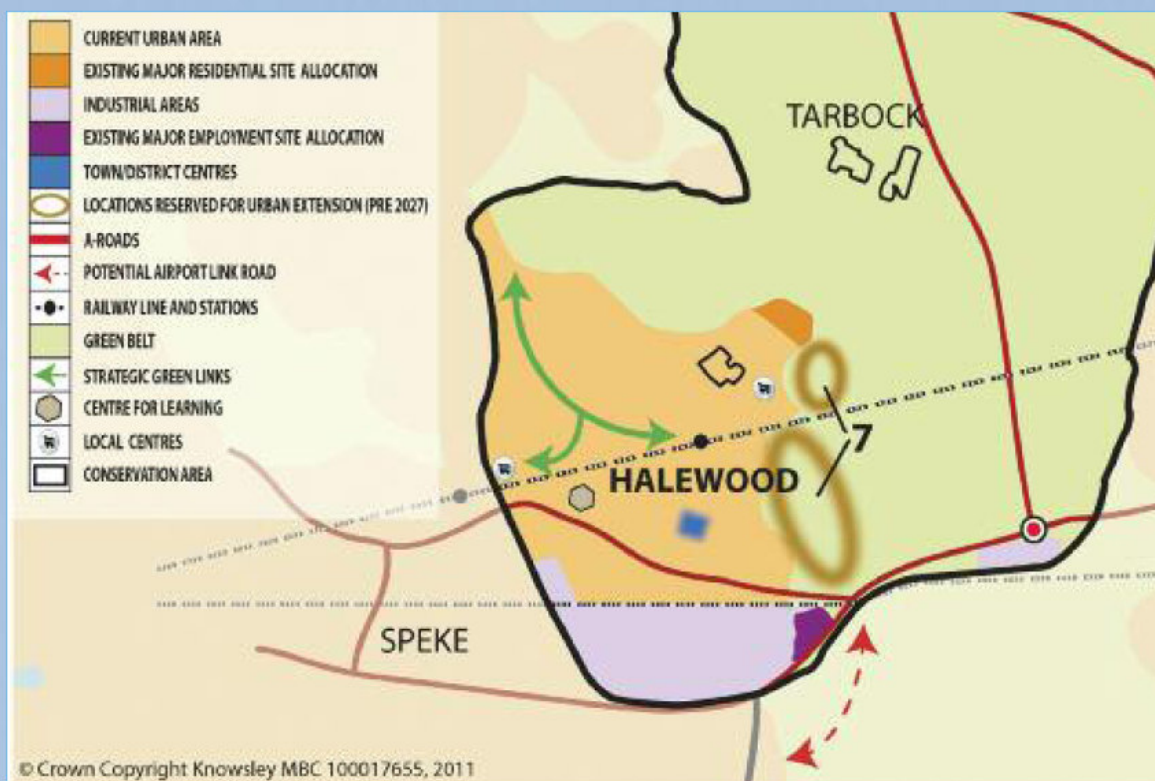 CURRENT URBAN AREA
EXISTING MAJOR RESIDENTIAL SITE ALLOCATION
INDUSTRIAL AREAS
EXISTING MAJOR EMPLOYMENT SITE ALLOCATION
TOWN/DISTRICT CENTRES
LOCATIONS RESERVED FOR URBAN EXTENSION (PRE 2027)
A-ROADS
POTENTIAL AIRPORT LINK ROAD
RAILWAY LINE AND STATIONS
GREEN BELT
STRATEGIC GREEN LINKS
CENTRE FOR LEARNING
LOCAL CENTRES
CONSERVATION AREA
TARBOCK
7
HALEWOOD
SPEKE
© Crown Copyright Knowsley MBC 100017655, 2011